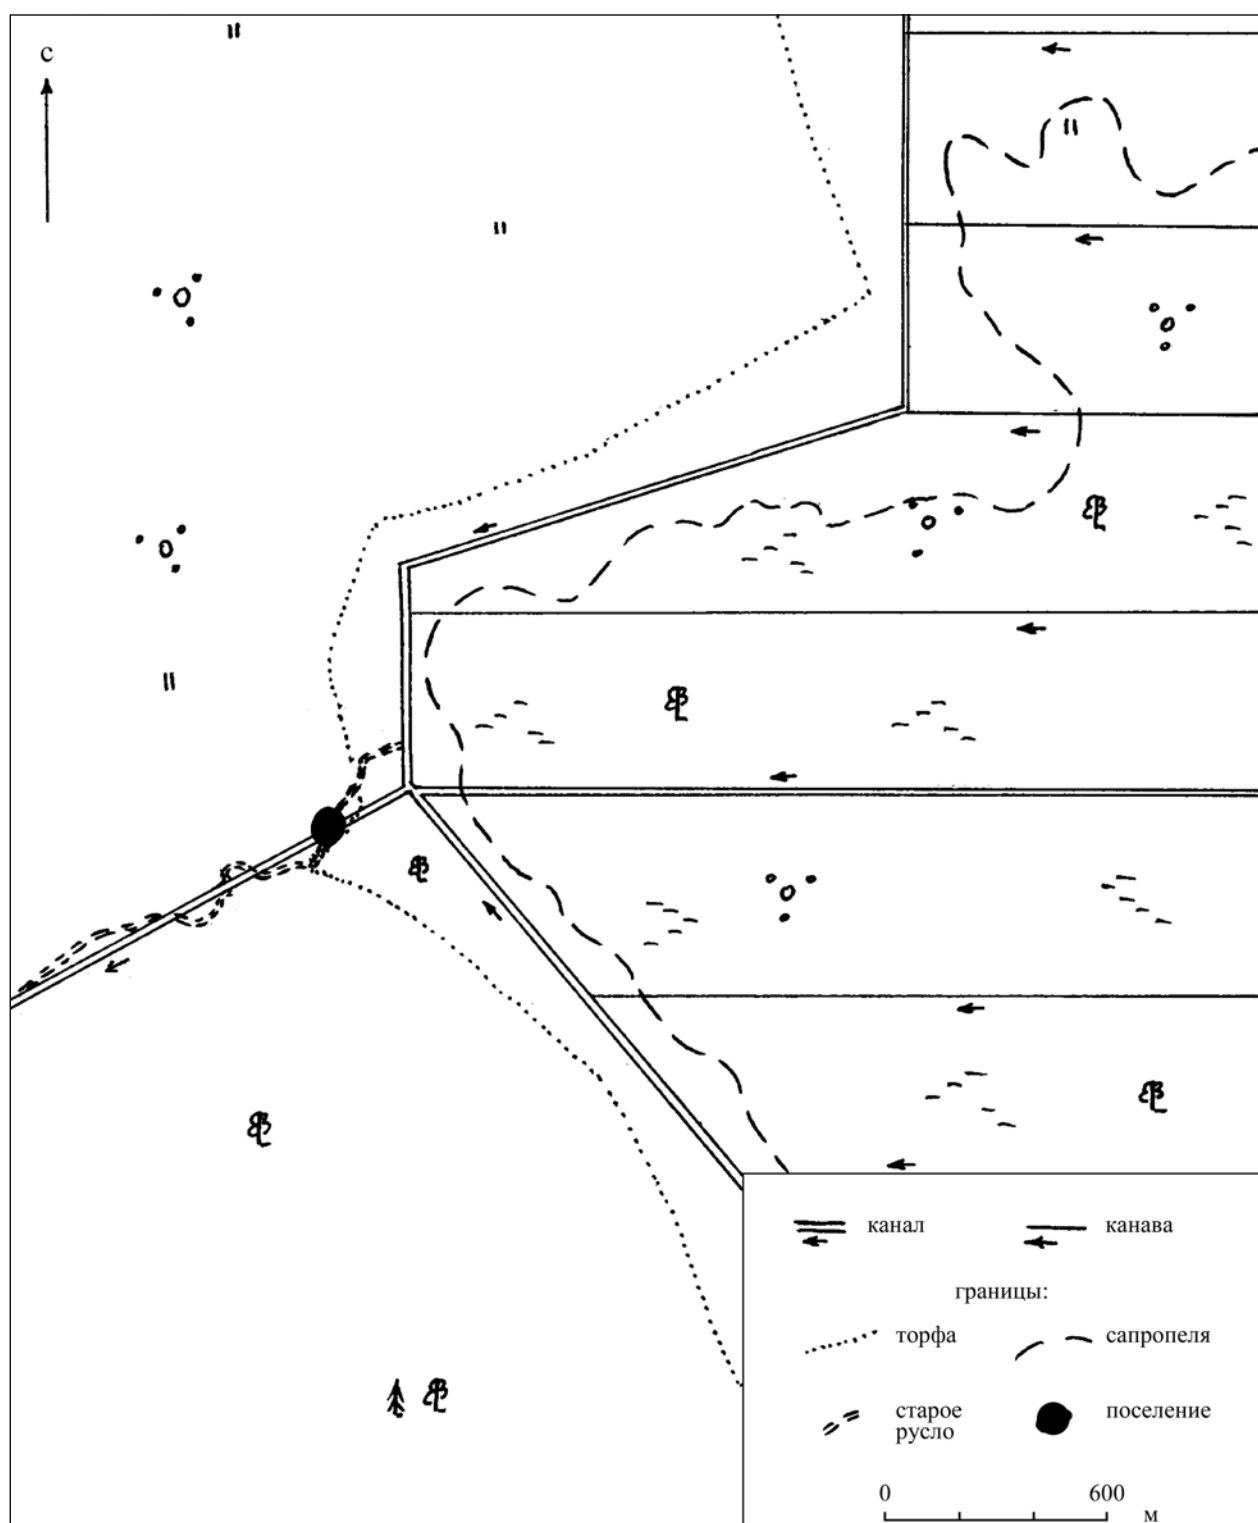 с
канал
канава
границы:
торфа
сапропеля
старое
русло
поселение
0 600
м